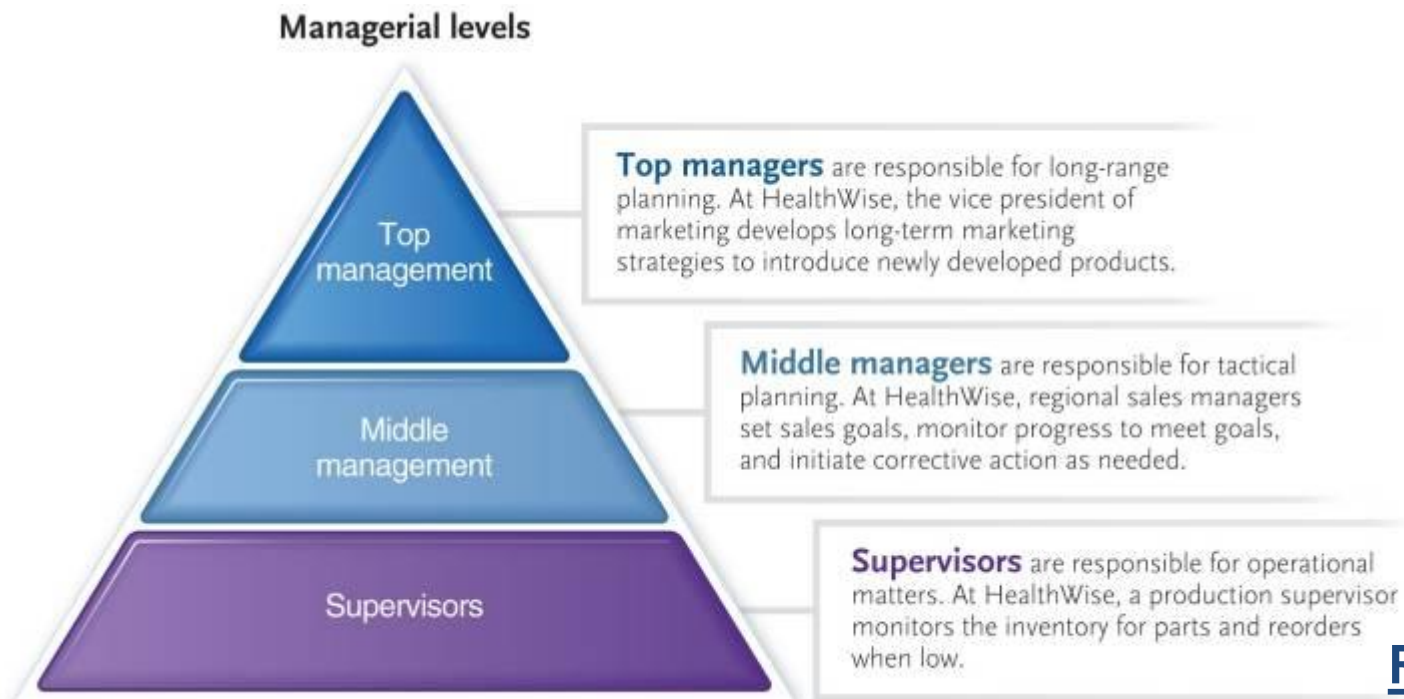 Managerial levels
Top
management
Top managers are responsible for long-range
planning. At HealthWise, the vice president of
marketing develops long-term marketing
strategies to introduce newly developed products.
Middle
management
Middle managers are responsible for tactical
planning. At HealthWise, regional sales managers
set sales goals, monitor progress to meet goals,
and initiate corrective action as needed.
Supervisors
Supervisors are responsible for operational
matters. At HealthWise, a production supervisor
monitors the inventory for parts and reorders
when low.